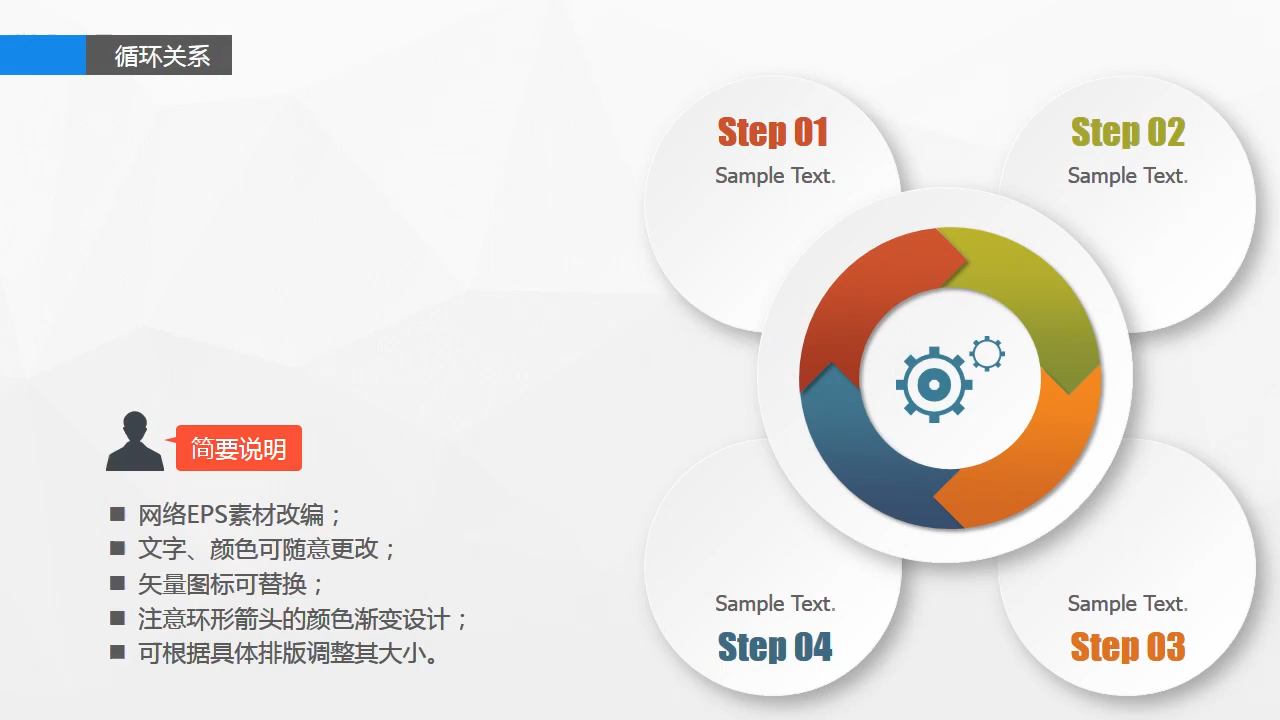 循环关系
Step 01
Sample Text.
Step 02
Sample Text.
简要说明
■ 网络EPS素材改编；
■ 文字、颜色可随意更改；
■ 矢量图标可替换；
■ 注意环形箭头的颜色渐变设计；
■ 可根据具体排版调整其大小。
Sample Text.
Step 04
Sample Text.
Step 03